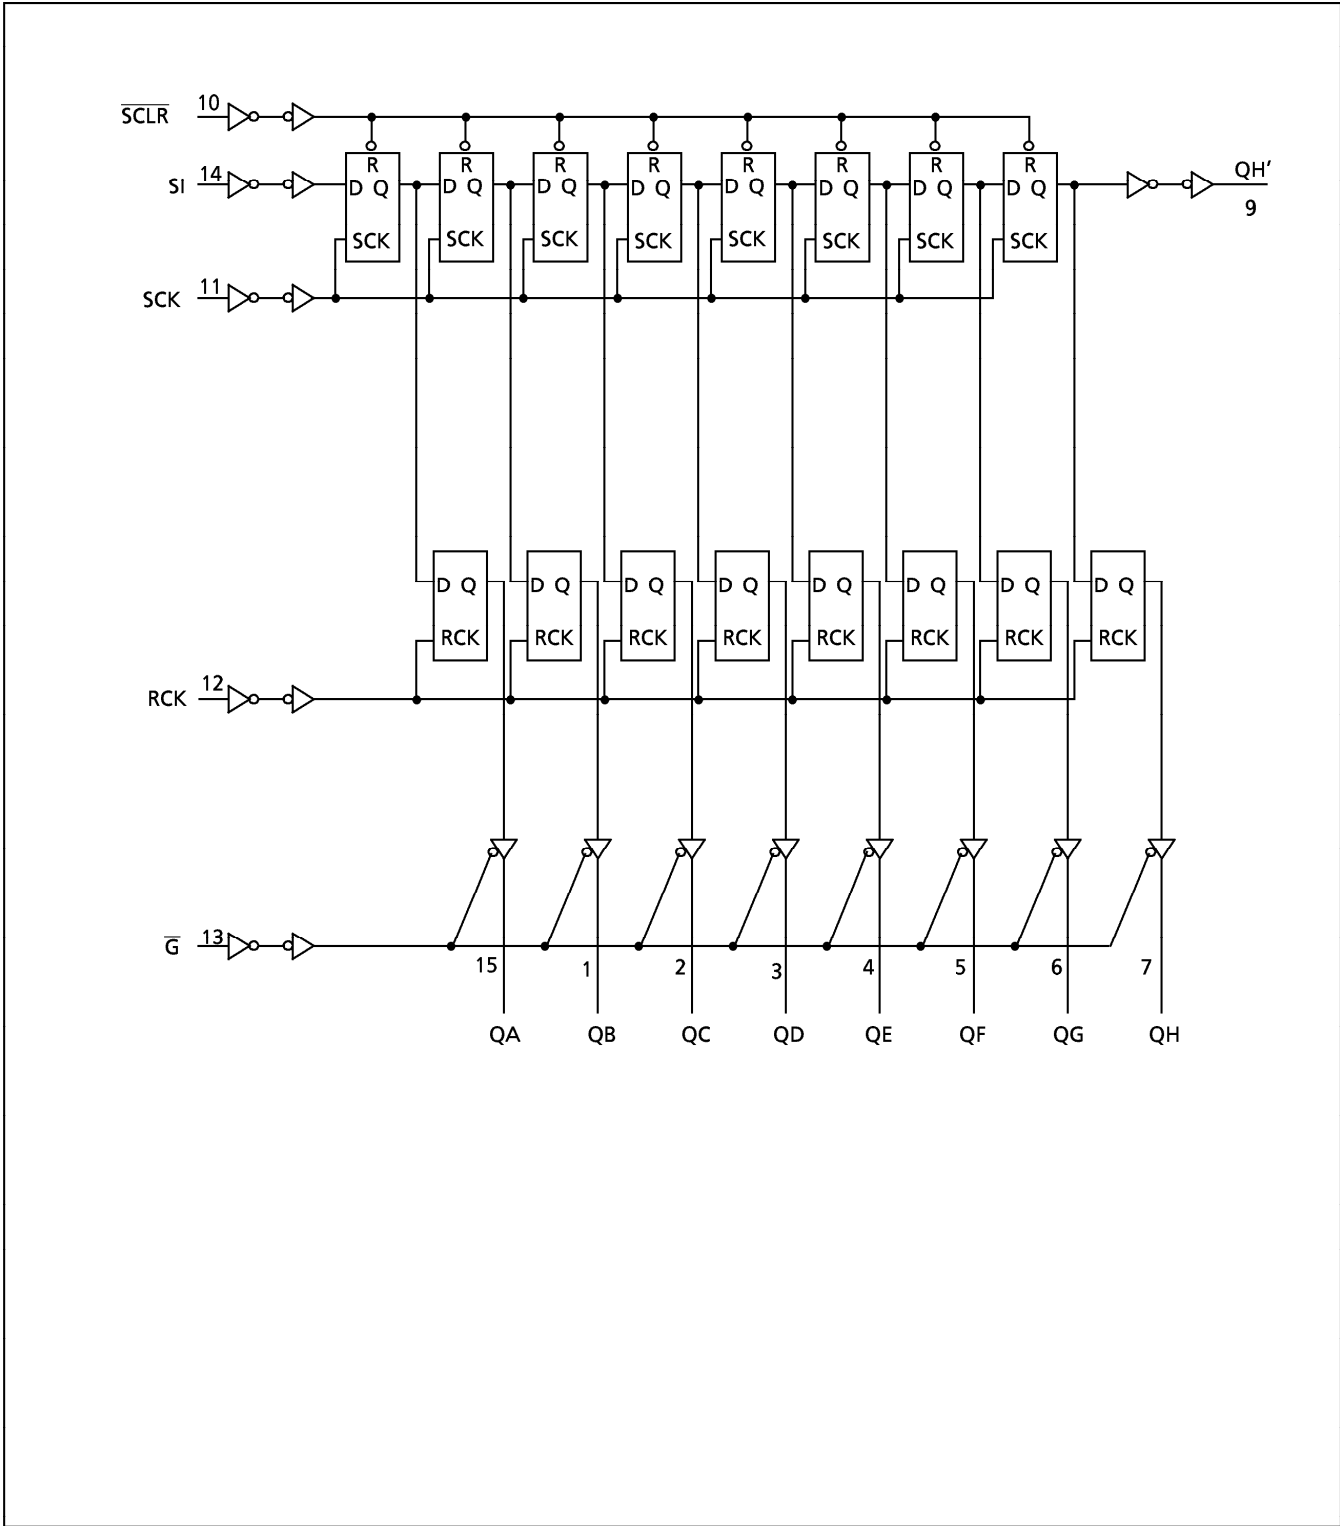 SCLR 10
R R R R R R R R
SI 14 D Q D Q D Q D Q D Q D Q D Q D Q QH′
9
SCK SCK SCK SCK SCK SCK SCK SCK
SCK 11
D Q D Q D Q D Q D Q D Q D Q D Q
RCK RCK RCK RCK RCK RCK RCK RCK
RCK 12
G 13
15 1 2 3 4 5 6 7
QA QB QC QD QE QF QG QH